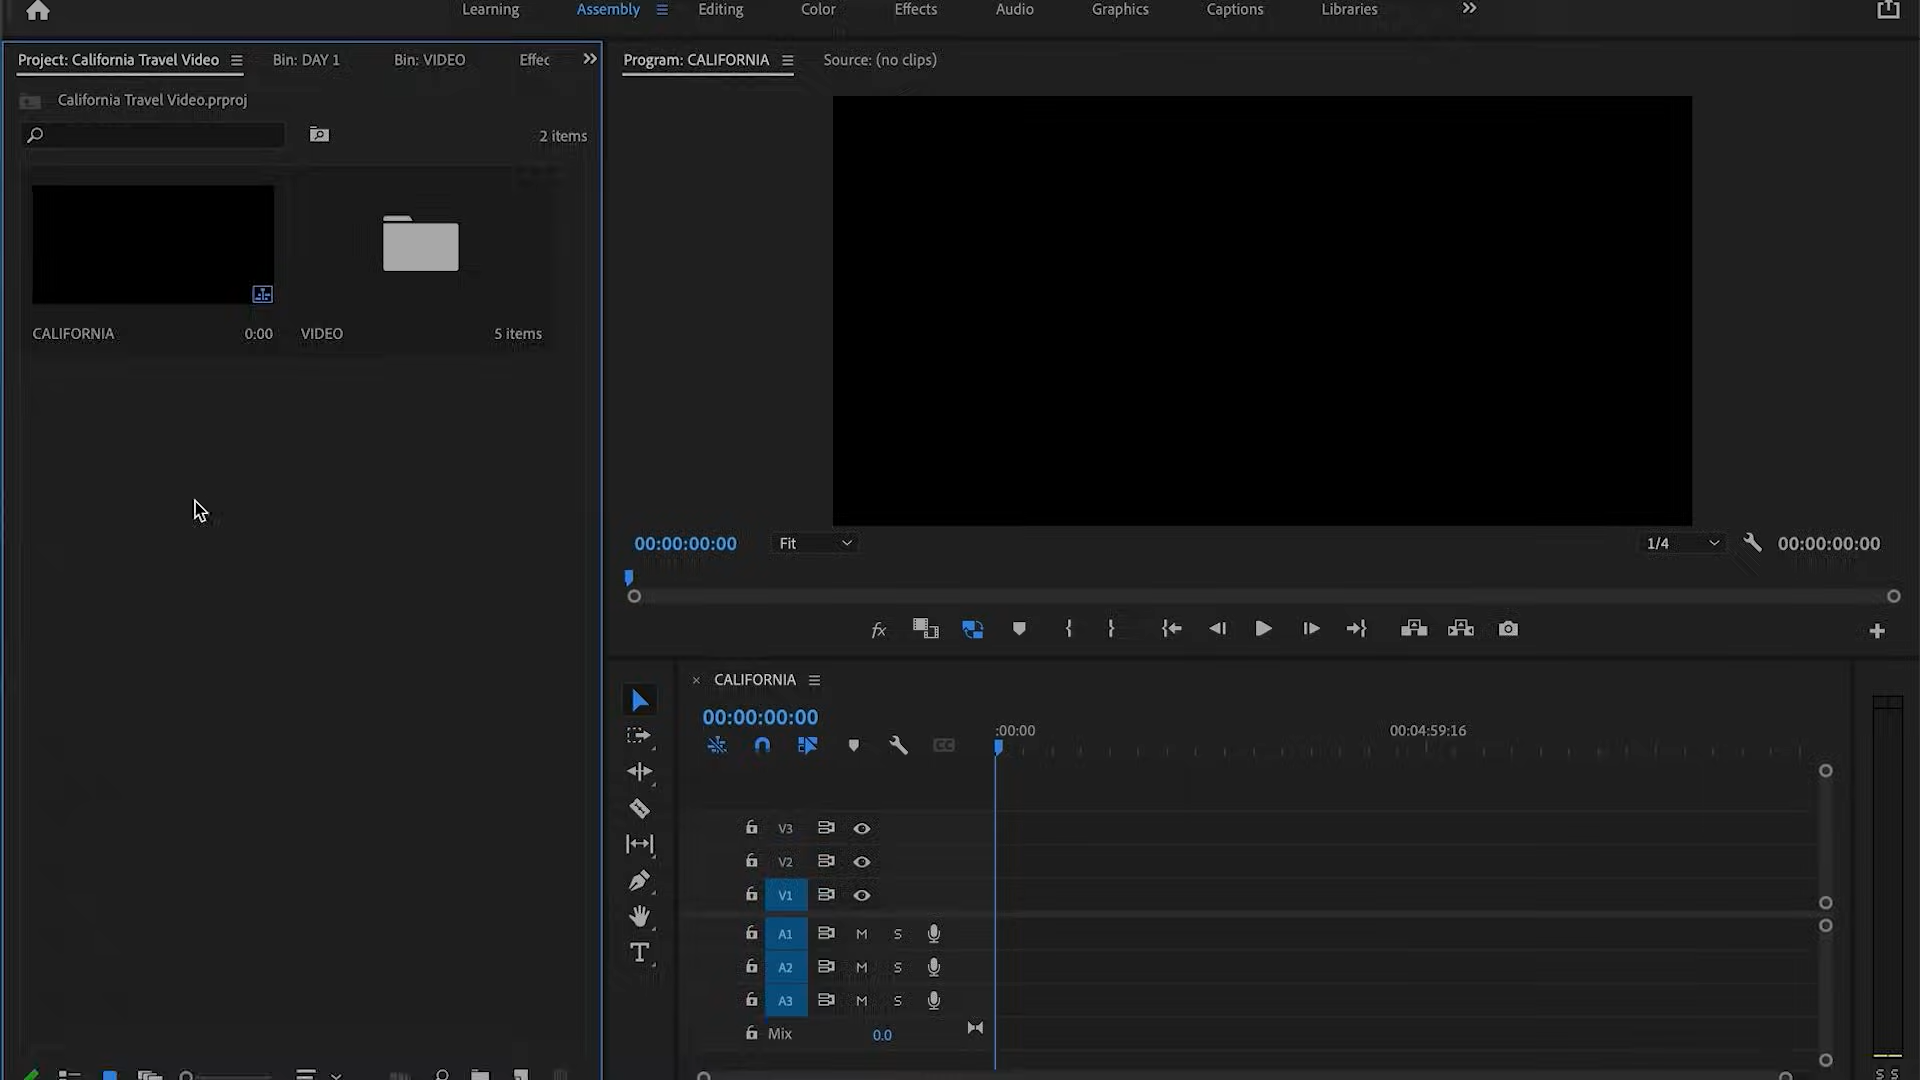 Learning Assembly Editing Color Effects Audio Graphics Captions Libraries
Project: California Travel Video Bin: DAY 1 Bin: VIDEO Effec
California Travel Video.prproj
2 items
CALIFORNIA 0:00 VIDEO 5 items
Program: CALIFORNIA Source: (no clips)
00:00:00:00 Fit 1/4 00:00:00:00
fx
CALIFORNIA
00:00:00:00
:00:00 00:04:59:16
CC
V3
V2
V1
A1 M S
A2 M S
A3 M S
Mix 0.0
T
S S